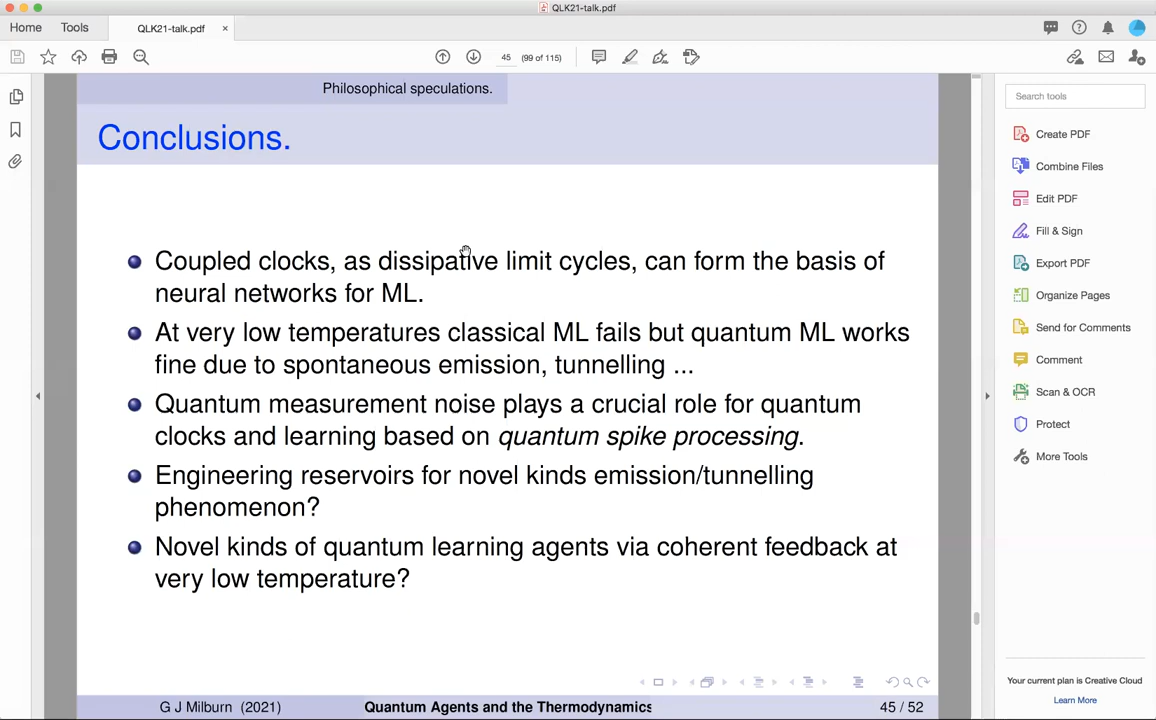 QLK21-talk.pdf
Home
Tools
QLK21-talk.pdf ×
45 (99 of 115)
Philosophical speculations.
Conclusions.
Coupled clocks, as dissipative limit cycles, can form the basis of
neural networks for ML.
At very low temperatures classical ML fails but quantum ML works
fine due to spontaneous emission, tunnelling ...
Quantum measurement noise plays a crucial role for quantum
clocks and learning based on quantum spike processing.
Engineering reservoirs for novel kinds emission/tunnelling
phenomenon?
Novel kinds of quantum learning agents via coherent feedback at
very low temperature?
G J Milburn (2021)
Quantum Agents and the Thermodynamics
45 / 52
Search tools
Create PDF
Combine Files
Edit PDF
Fill & Sign
Export PDF
Organize Pages
Send for Comments
Comment
Scan & OCR
Protect
More Tools
Your current plan is Creative Cloud
Learn More